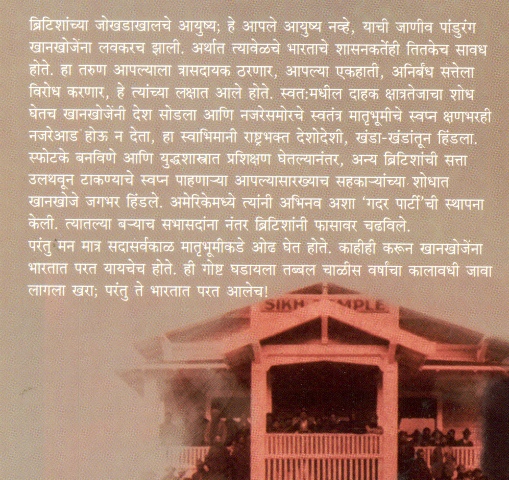 ब्रिटिशांच्या जोखडाखालचे आयुष्य; हे आपले आयुष्य नव्हे, याची जाणीव पांडुरंग
खानखोजेंना लवकरच झाली. अर्थात त्यावेळचे भारताचे शासनकर्तेही तितकेच सावध
होते. हा तरुण आपल्याला त्रासदायक ठरणार, आपल्या एकहाती, अनिर्बंध सत्तेला
विरोध करणार, हे त्यांच्या लक्षात आले होते. स्वत:मधील दाहक क्षात्रतेजाचा शोध
घेतच खानखोजेंनी देश सोडला आणि नजरेसमोरचे स्वतंत्र मातृभूमीचे स्वप्न क्षणभरही
नजरेआड होऊ न देता, हा स्वाभिमानी राष्ट्रभक्त देशोदेशी, खंडा-खंडांतून हिंडला.
स्फोटके बनविणे आणि युद्धशास्त्रात प्रशिक्षण घेतल्यानंतर, अन्य ब्रिटिशांची सत्ता
उलथवून टाकण्याचे स्वप्न पाहणाऱ्या आपल्यासारख्याच सहकाऱ्यांच्या शोधात
खानखोजे जगभर हिंडले. अमेरिकेमध्ये त्यांनी अभिनव अशा ‘गदर पार्टी’ची स्थापना
केली. त्यातल्या बऱ्याच सभासदांना नंतर ब्रिटिशांनी फासावर चढविले.
परंतु मन मात्र सदासर्वकाळ मातृभूमीकडे ओढ घेत होते. काहीही करून खानखोजेंना
भारतात परत यायचेच होते. ही गोष्ट घडायला तब्बल चाळीस वर्षांचा कालावधी जावा
लागला खरा; परंतु ते भारतात परत आलेच!
SIKH TEMPLE